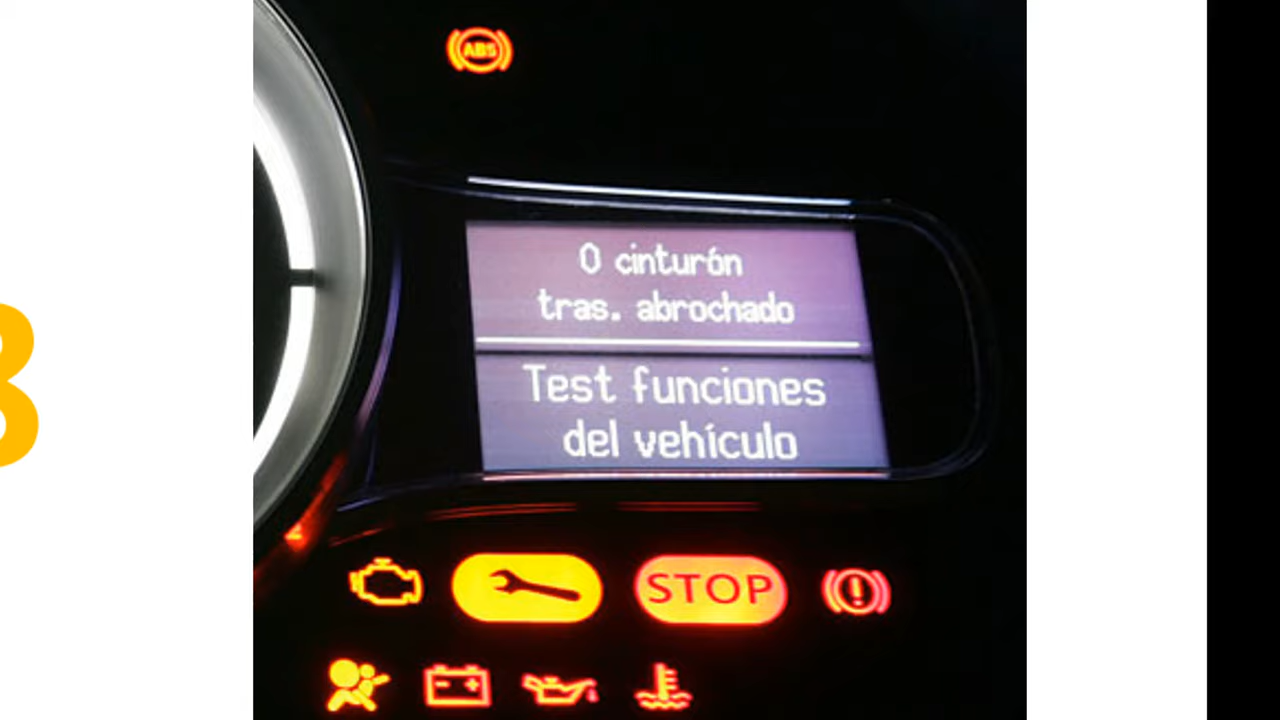 ABS
0 cinturón
tras. abrochado
Test funciones
del vehículo
STOP